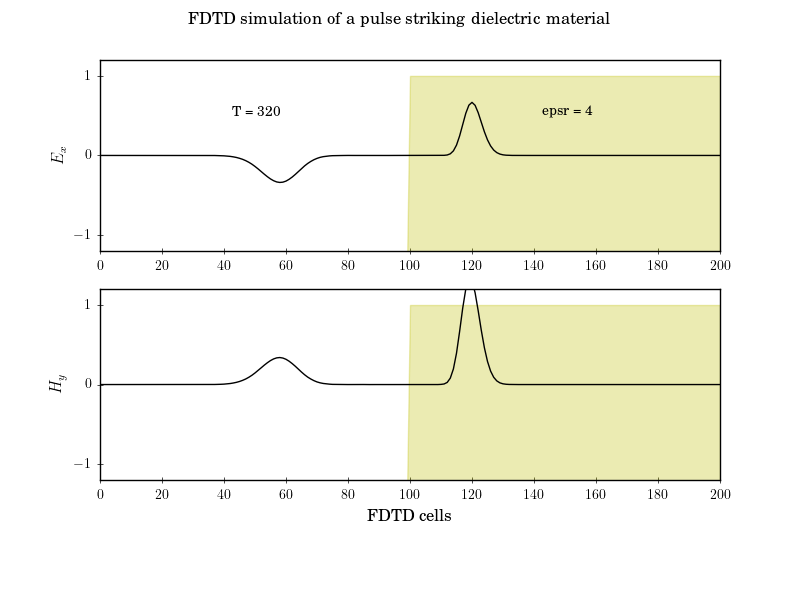 FDTD simulation of a pulse striking dielectric material
1
0
−1
E_x
T = 320
epsr = 4
0 20 40 60 80 100 120 140 160 180 200
1
0
−1
H_y
0 20 40 60 80 100 120 140 160 180 200
FDTD cells